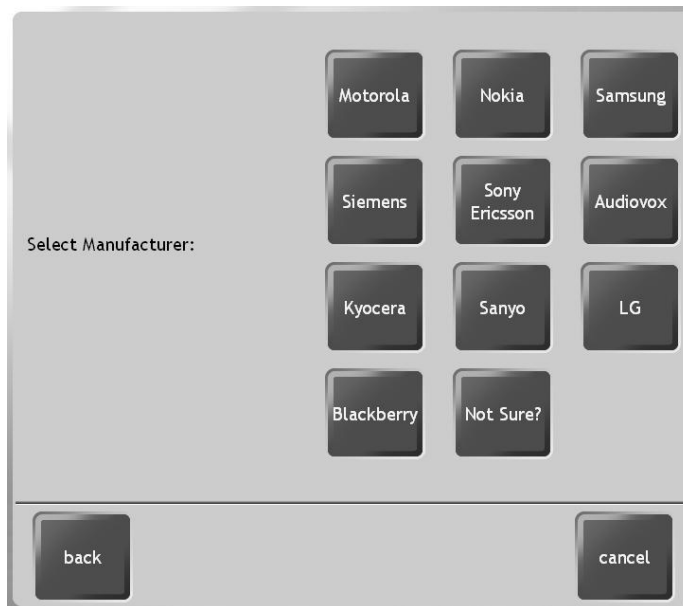 Motorola
Nokia
Samsung
Siemens
Sony
Ericsson
Audiovox
Select Manufacturer:
Kyocera
Sanyo
LG
Blackberry
Not Sure?
back
cancel